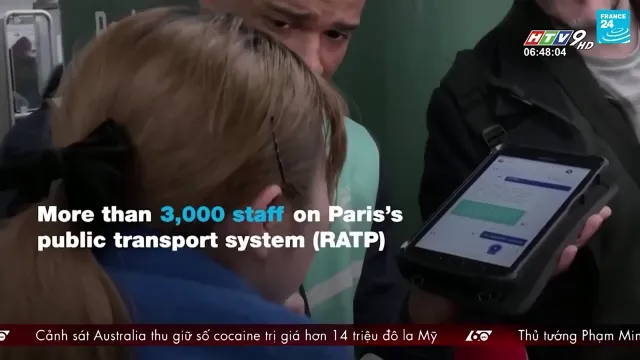 HTV9 HD
06:48:04
FRANCE
24
More than 3,000 staff on Paris's
public transport system (RATP)
Cảnh sát Australia thu giữ số cocaine trị giá hơn 14 triệu đô la Mỹ
Thủ tướng Phạm Min